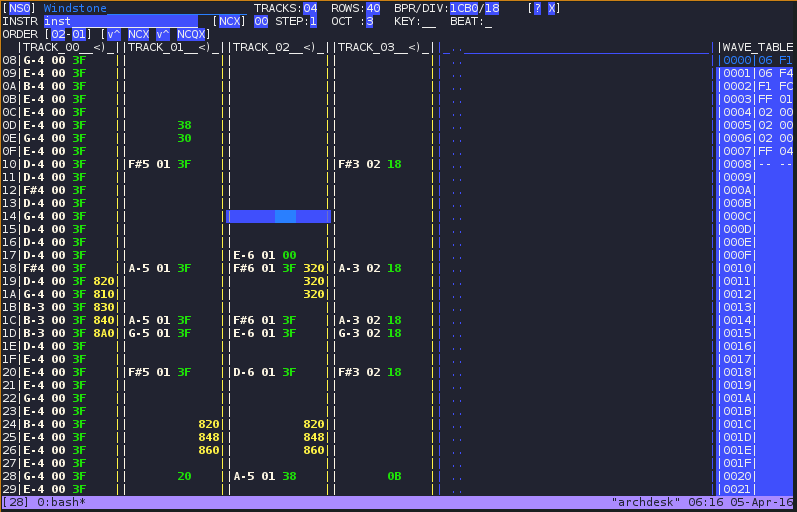 [NS0] Windstone_____________________ TRACKS:04 ROWS:40 BPR/DIV:1CB0/18 [? X]
INSTR inst___________________ [NCX] 00 STEP:1 OCT :3 KEY:__ BEAT:_
ORDER [02-01] [v^ NCX v^ NCQX]
|TRACK_00__<)_ |TRACK_01__<)_ |TRACK_02__<)_ |TRACK_03__<)_ |_.. ||WAVE_TABLE
08|G-4 00 3F || || || || .. ||0000|06 F1
09|E-4 00 3F || || || || .. ||0001|06 F4
0A|B-4 00 3F || || || || .. ||0002|F1 FC
0B|E-4 00 3F || || || || .. ||0003|FF 01
0C|E-4 00 3F || || || || .. ||0004|02 00
0D|E-4 00 3F || 38 || || || .. ||0005|02 00
0E|G-4 00 3F || 30 || || || .. ||0006|02 00
0F|E-4 00 3F || || || || .. ||0007|FF 04
10|D-4 00 3F ||F#5 01 3F || ||F#3 02 18 || .. ||0008|-- --
11|D-4 00 3F || || || || .. ||0009|
12|F#4 00 3F || || || || .. ||000A|
13|D-4 00 3F || || || || .. ||000B|
14|G-4 00 3F || || || || .. ||000C|
15|D-4 00 3F || || || || .. ||000D|
16|D-4 00 3F || || || || .. ||000E|
17|D-4 00 3F || ||E-6 01 00 || || .. ||000F|
18|F#4 00 3F ||A-5 01 3F ||F#6 01 3F 320||A-3 02 18 || .. ||0010|
19|D-4 00 3F 820|| || 320|| || .. ||0011|
1A|G-4 00 3F 810|| || 320|| || .. ||0012|
1B|B-3 00 3F 830|| || || || .. ||0013|
1C|B-3 00 3F 840||A-5 01 3F ||F#6 01 3F ||A-3 02 18 || .. ||0014|
1D|B-3 00 3F 8A0||G-5 01 3F ||E-6 01 3F ||G-3 02 18 || .. ||0015|
1E|D-4 00 3F || || || || .. ||0016|
1F|E-4 00 3F || || || || .. ||0017|
20|E-4 00 3F ||F#5 01 3F ||D-6 01 3F ||F#3 02 18 || .. ||0018|
21|E-4 00 3F || || || || .. ||0019|
22|G-4 00 3F || || || || .. ||001A|
23|E-4 00 3F || || || || .. ||001B|
24|B-4 00 3F || 820|| 820|| || .. ||001C|
25|E-4 00 3F || 848|| 848|| || .. ||001D|
26|E-4 00 3F || 860|| 860|| || .. ||001E|
27|E-4 00 3F || || || || .. ||001F|
28|G-4 00 3F || 20 ||A-5 01 38 || 0B || .. ||0020|
29|E-4 00 3F || || || || .. ||0021|
[28] 0:bash* "archdesk" 06:16 05-Apr-16